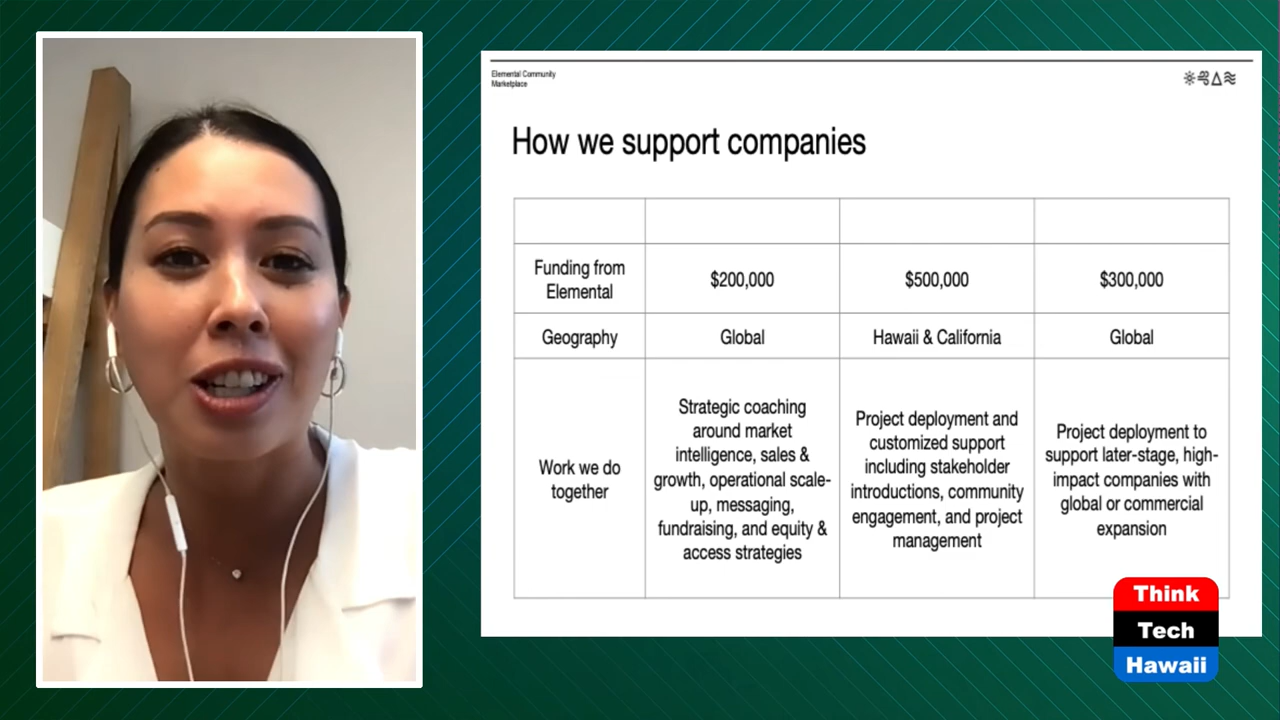 Elemental Community
Marketplace
How we support companies
Funding from
Elemental
$200,000
$500,000
$300,000
Geography
Global
Hawaii & California
Global
Work we do
together
Strategic coaching
around market
intelligence, sales &
growth, operational scale-
up, messaging,
fundraising, and equity &
access strategies
Project deployment and
customized support
including stakeholder
introductions, community
engagement, and project
management
Project deployment to
support later-stage, high-
impact companies with
global or commercial
expansion
Think
Tech
Hawaii